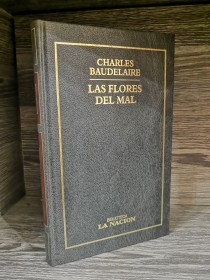 CHARLES
BAUDELAIRE
LAS FLORES
DEL MAL
BIBLIOTECA
LA NACION